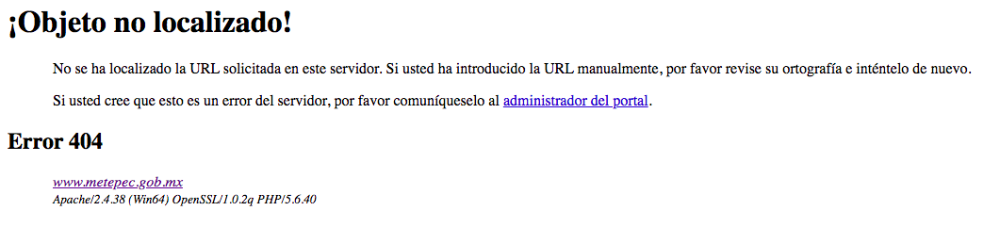 ¡Objeto no localizado!
No se ha localizado la URL solicitada en este servidor. Si usted ha introducido la URL manualmente, por favor revise su ortografía e inténtelo de nuevo.
Si usted cree que esto es un error del servidor, por favor comuníqueselo al administrador del portal.
Error 404
www.metepec.gob.mx
Apache/2.4.38 (Win64) OpenSSL/1.0.2q PHP/5.6.40